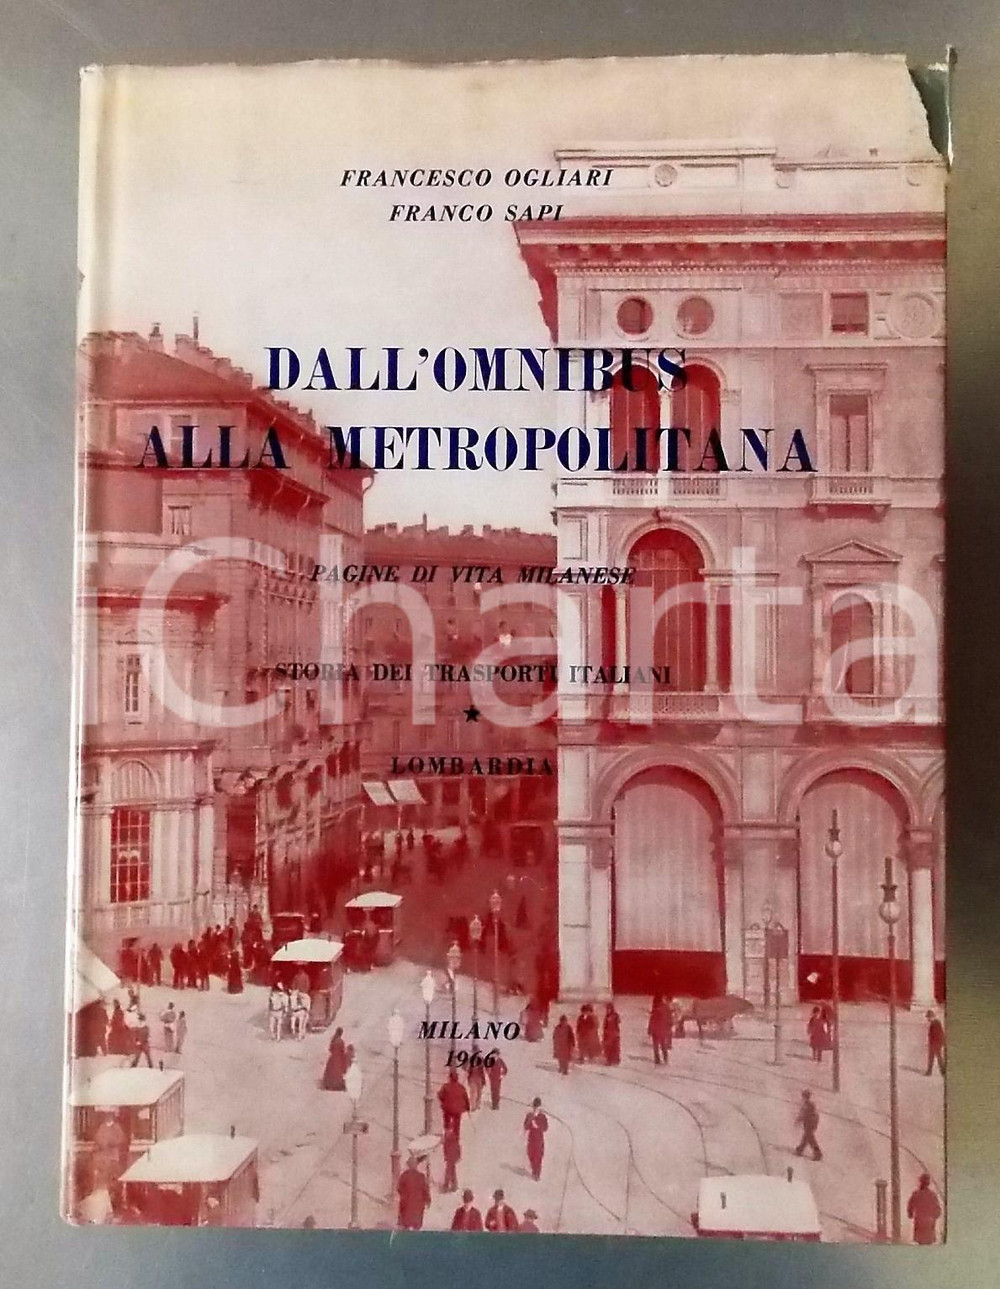 FRANCESCO OGLIARI
FRANCO SAPI
DALL'OMNIBUS
ALLA METROPOLITANA
PAGINE DI VITA MILANESE
iCharta
STORIA DEI TRASPORTI ITALIANI
★
LOMBARDIA
MILANO
1966